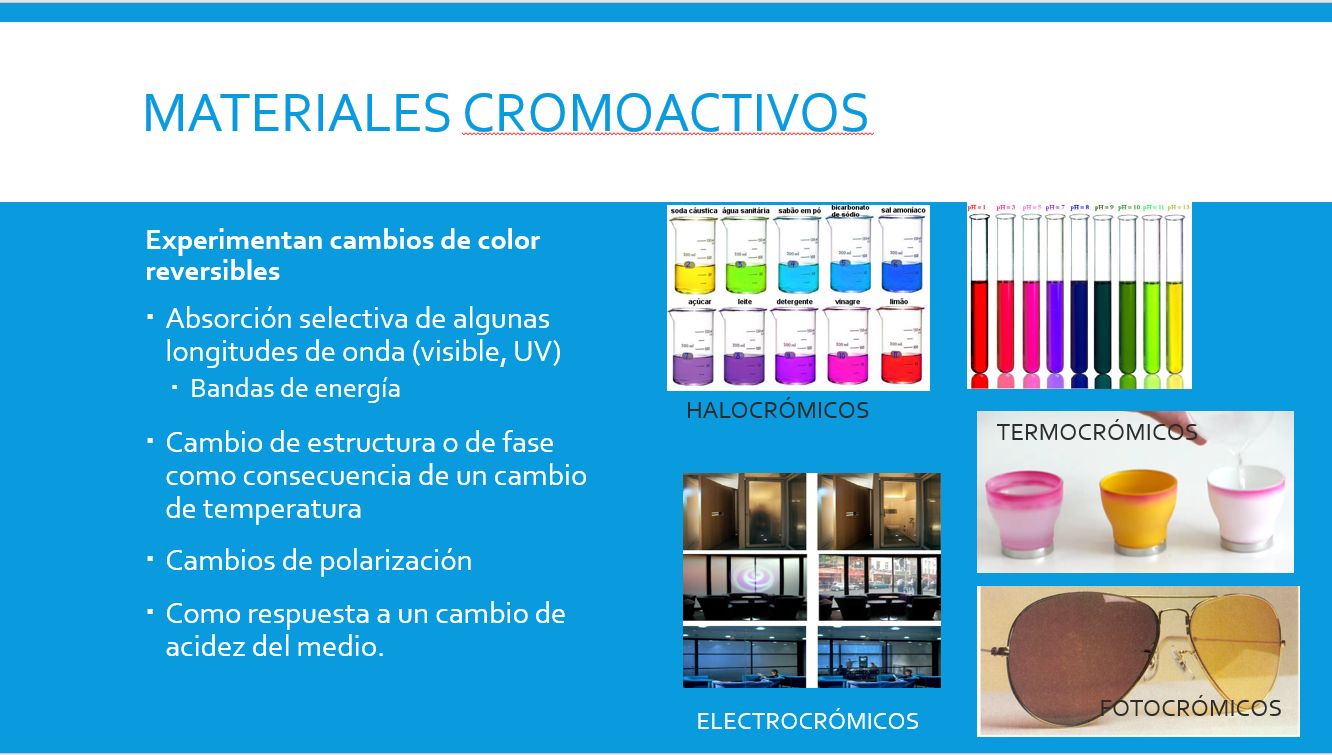 MATERIALES CROMOACTIVOS
Experimentan cambios de color
reversibles
Absorción selectiva de algunas
longitudes de onda (visible, UV)
Bandas de energía
Cambio de estructura o de fase
como consecuencia de un cambio
de temperatura
Cambios de polarización
Como respuesta a un cambio de
acidez del medio.
soda cáustica água sanitária sabão em pó bicarbonato de sódio sal amoníaco
açúcar leite detergente vinagre limão
HALOCRÓMICOS
pH = 1 pH = 3 pH = 5 pH = 7 pH = 8 pH = 9 pH = 10 pH = 11 pH = 13
TERMOCRÓMICOS
ELECTROCRÓMICOS
FOTOCRÓMICOS